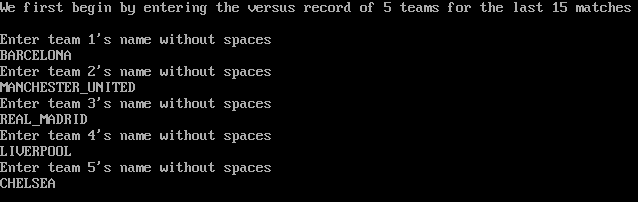 We first begin by entering the versus record of 5 teams for the last 15 matches
Enter team 1's name without spaces
BARCELONA
Enter team 2's name without spaces
MANCHESTER_UNITED
Enter team 3's name without spaces
REAL_MADRID
Enter team 4's name without spaces
LIVERPOOL
Enter team 5's name without spaces
CHELSEA